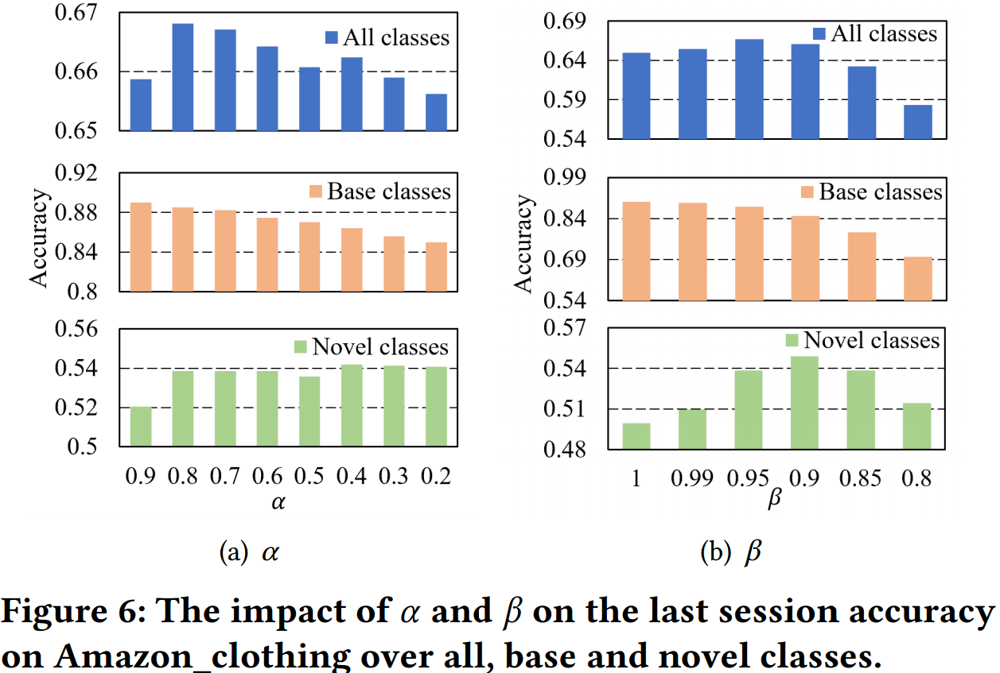 0.67
0.66
0.65
All classes
0.92
0.88
0.84
0.8
Base classes
Accuracy
0.56
0.54
0.52
0.5
Novel classes
0.9 0.8 0.7 0.6 0.5 0.4 0.3 0.2
α
(a) α
0.69
0.64
0.59
0.54
All classes
0.99
0.84
0.69
0.54
Base classes
Accuracy
0.57
0.54
0.51
0.48
Novel classes
1 0.99 0.95 0.9 0.85 0.8
β
(b) β
Figure 6: The impact of α and β on the last session accuracy
on Amazon_clothing over all, base and novel classes.